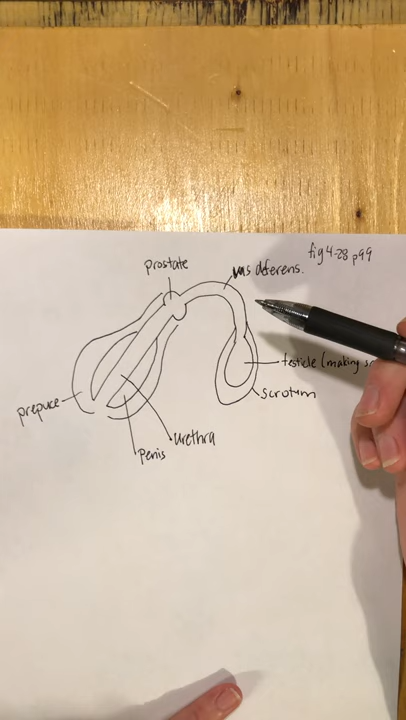 fig 4-28 p99
prostate
vas deferens.
testicle (making
scrotum
prepuce
urethra
penis